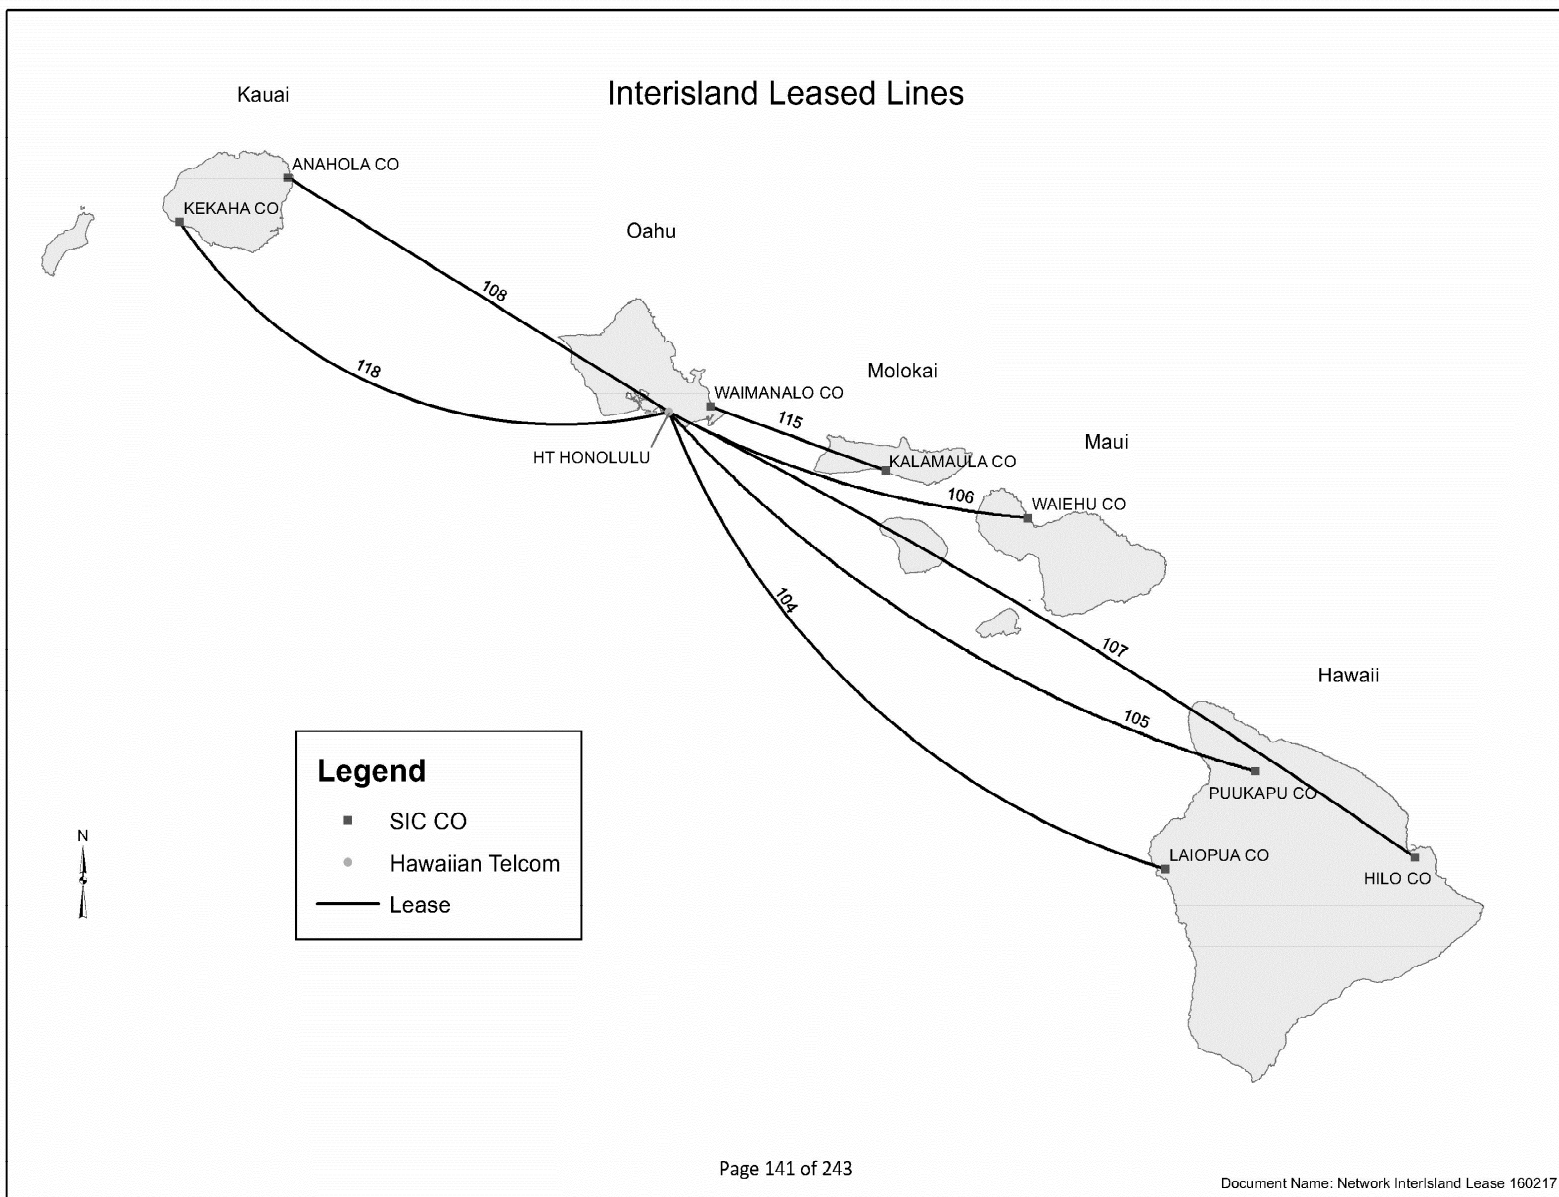 Interisland Leased Lines
Kauai
ANAHOLA CO
KEKAHA CO
Oahu
108
118
Molokai
WAIMANALO CO
115
Maui
HT HONOLULU
KALAMAULA CO
106
WAIEHU CO
104
107
Hawaii
105
PUUKAPU CO
LAIOPUA CO
HILO CO
Legend
SIC CO
Hawaiian Telcom
Lease
N
Page 141 of 243
Document Name: Network InterIsland Lease 160217